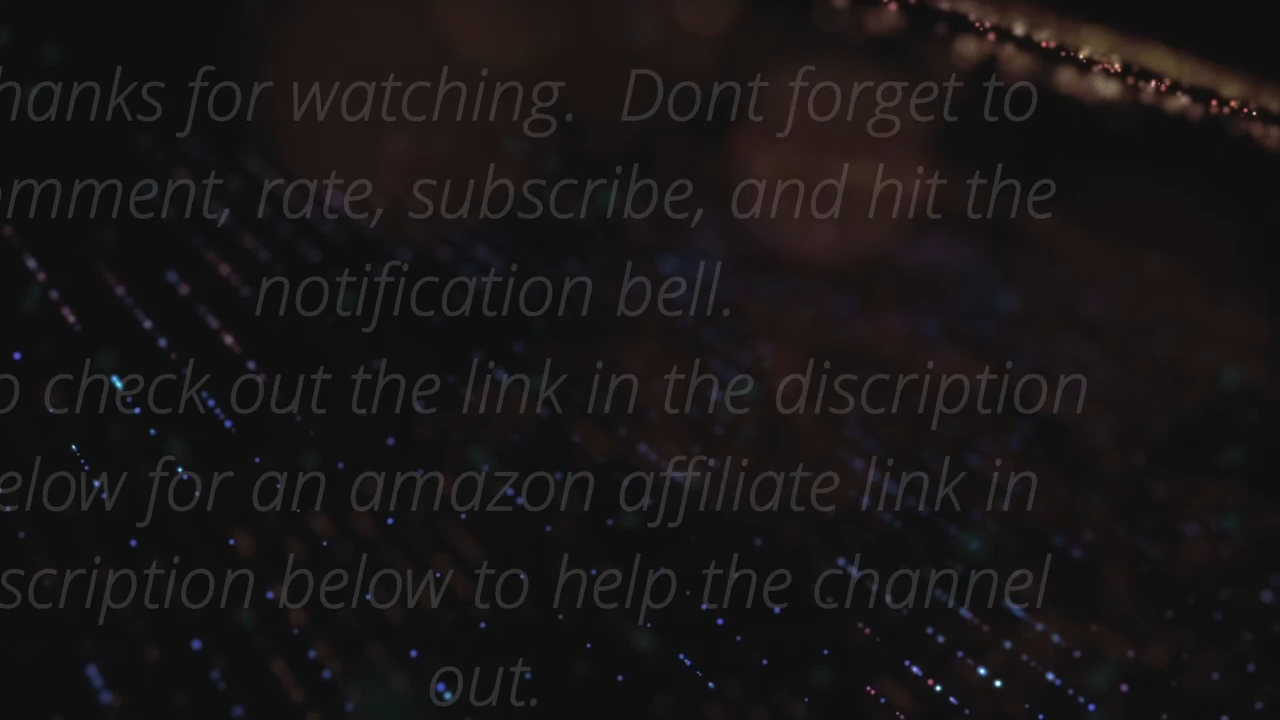 hanks for watching. Dont forget to
omment, rate, subscribe, and hit the
notification bell.
o check out the link in the discription
elow for an amazon affiliate link in
scription below to help the channel
out.